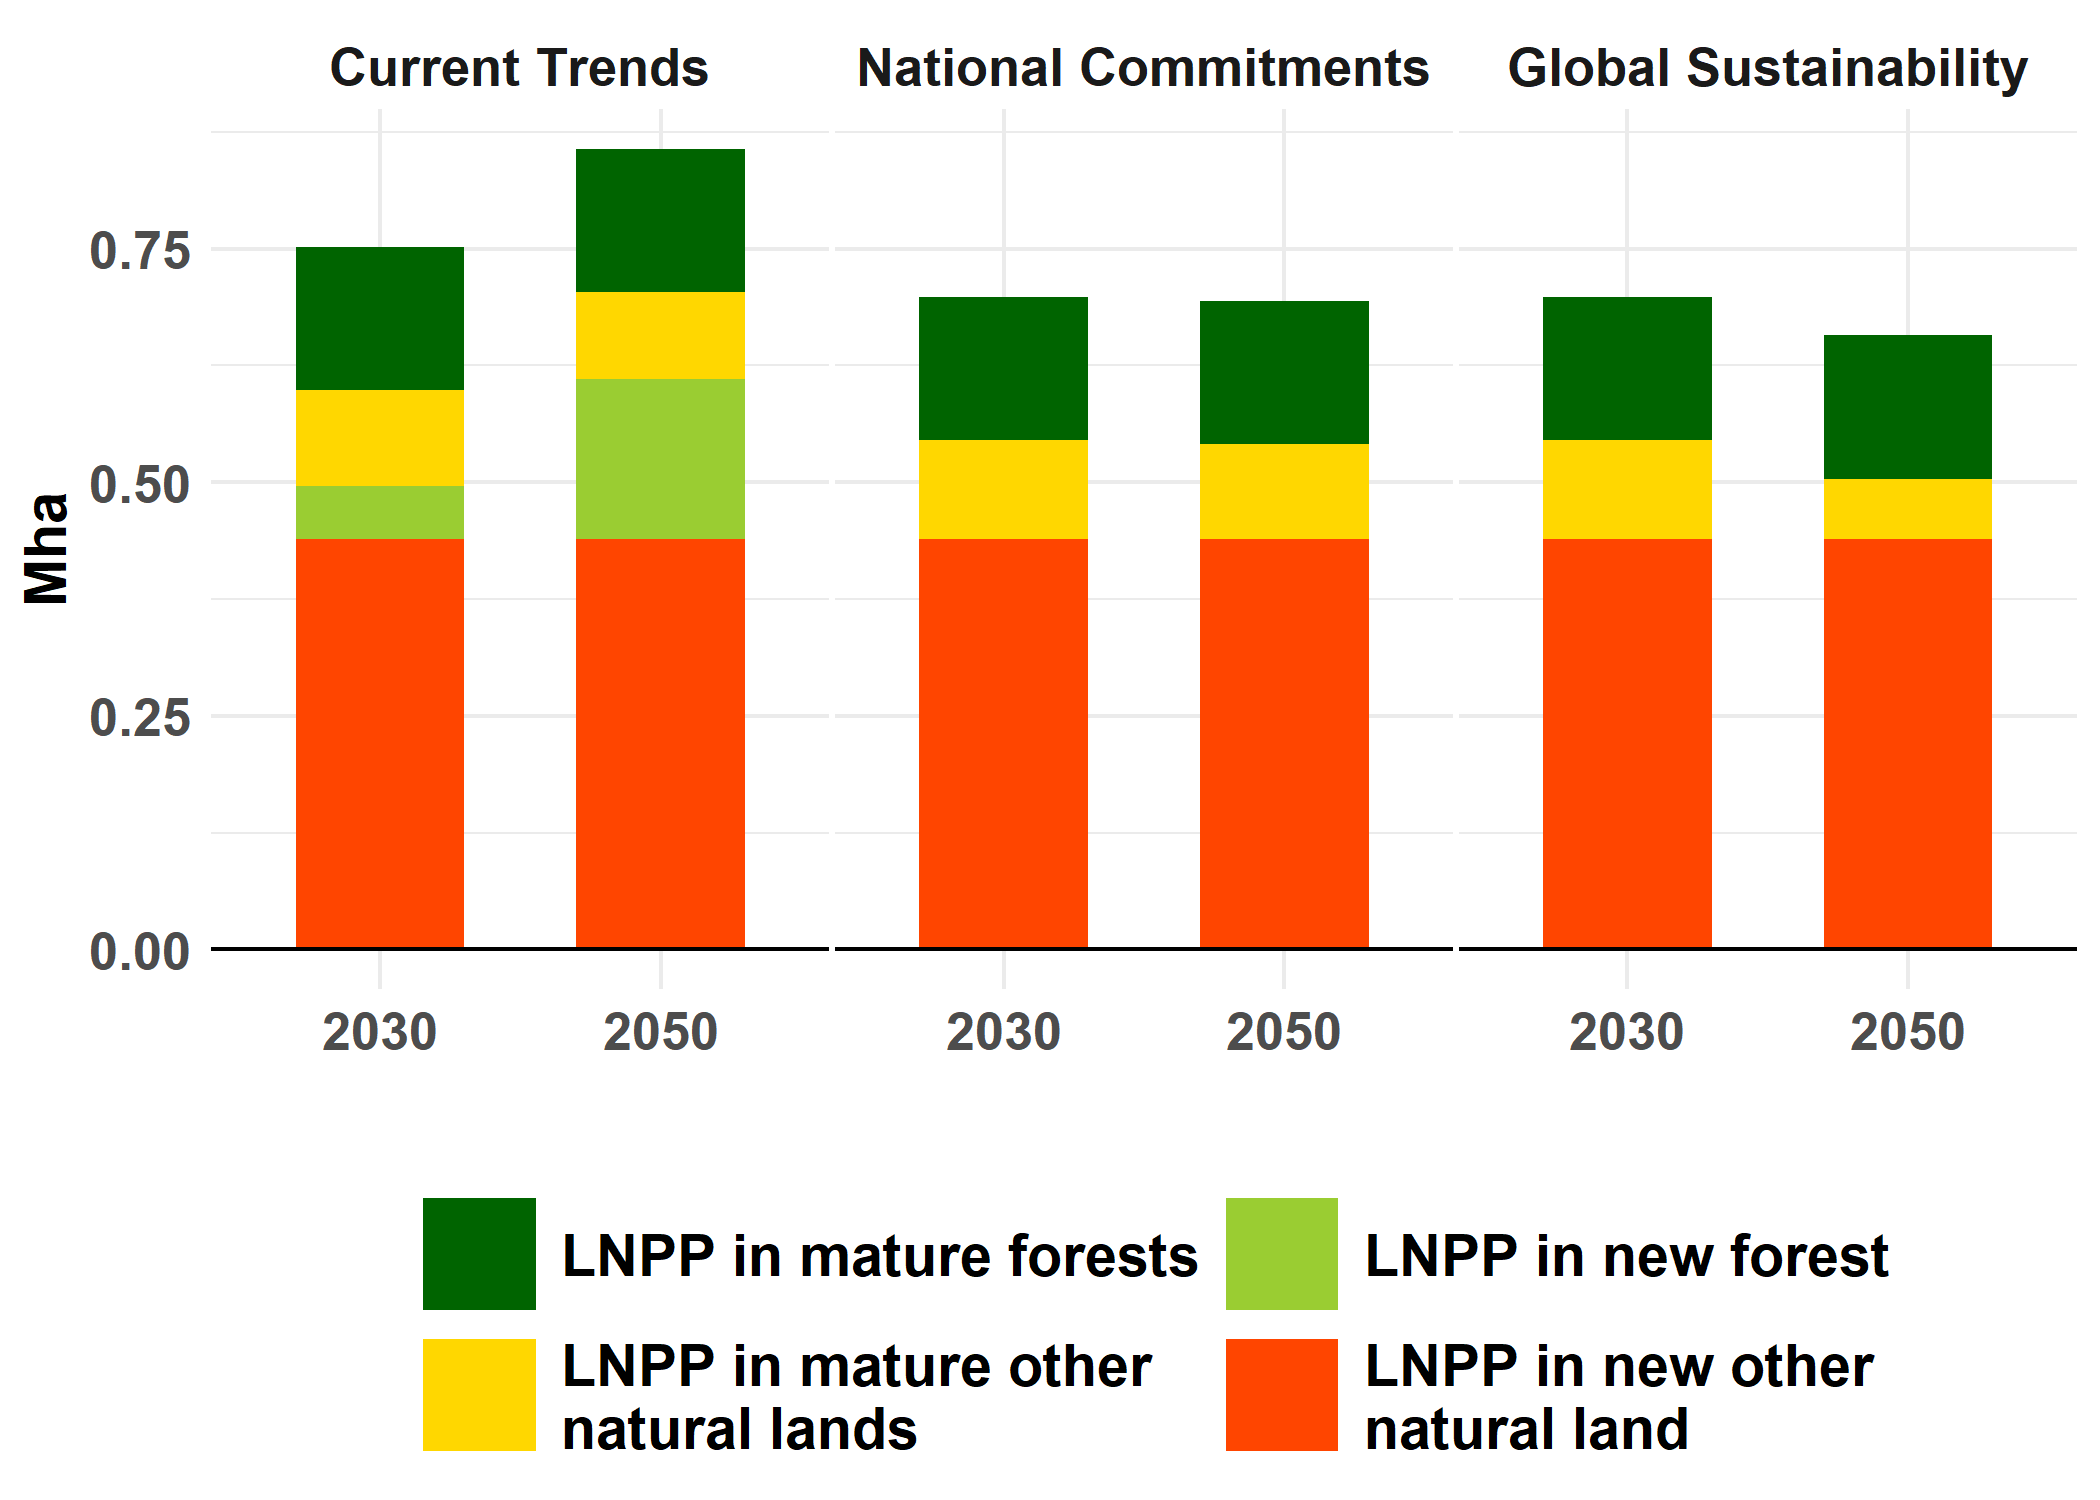 Current Trends
National Commitments
Global Sustainability
Mha
0.75
0.50
0.25
0.00
2030
2050
2030
2050
2030
2050
LNPP in mature forests
LNPP in new forest
LNPP in mature other
natural lands
LNPP in new other
natural land